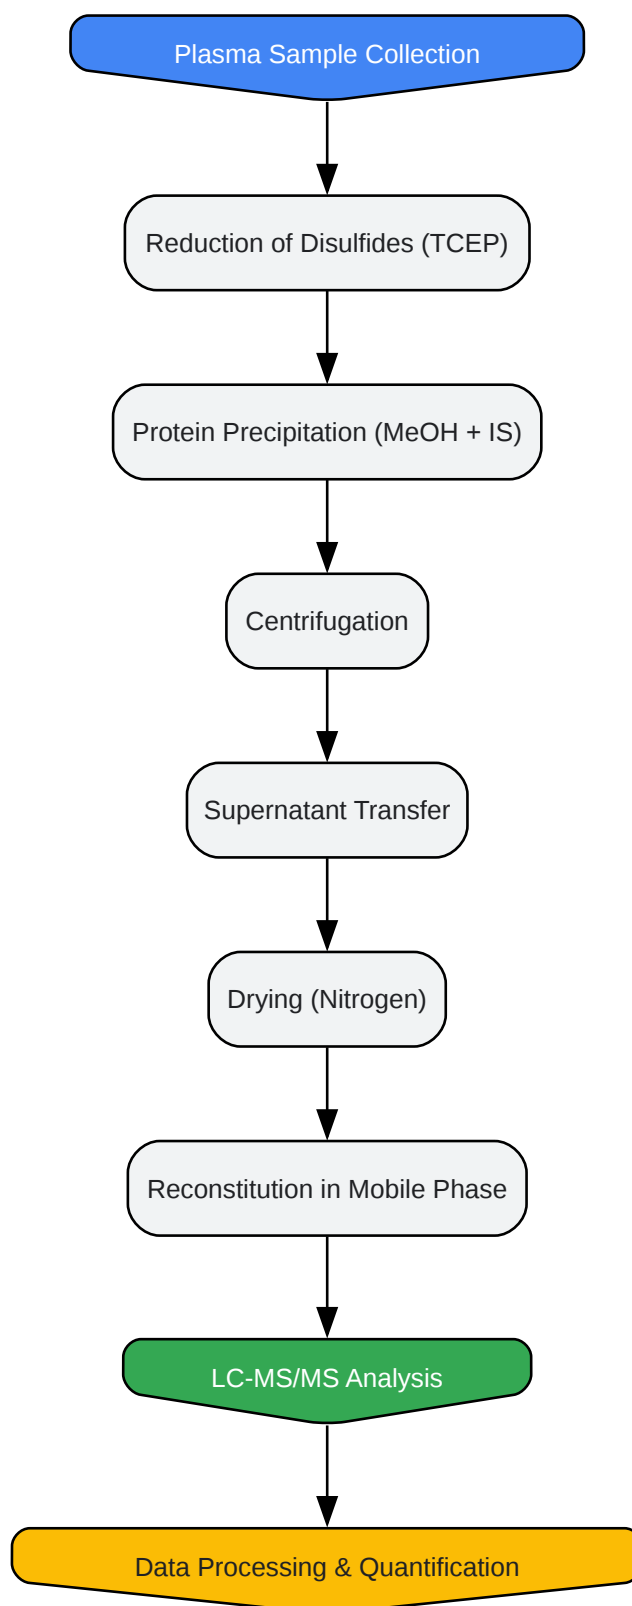 Plasma Sample Collection
Reduction of Disulfides (TCEP)
Protein Precipitation (MeOH + IS)
Centrifugation
Supernatant Transfer
Drying (Nitrogen)
Reconstitution in Mobile Phase
LC-MS/MS Analysis
Data Processing & Quantification